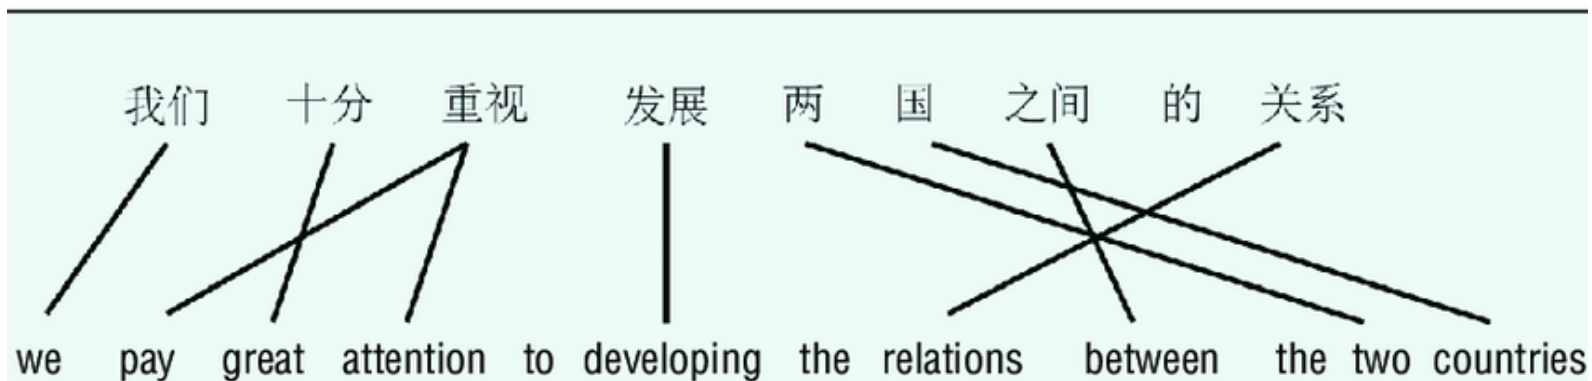 我们 十分 重视 发展 两 国 之间 的 关系
we pay great attention to developing the relations between the two countries